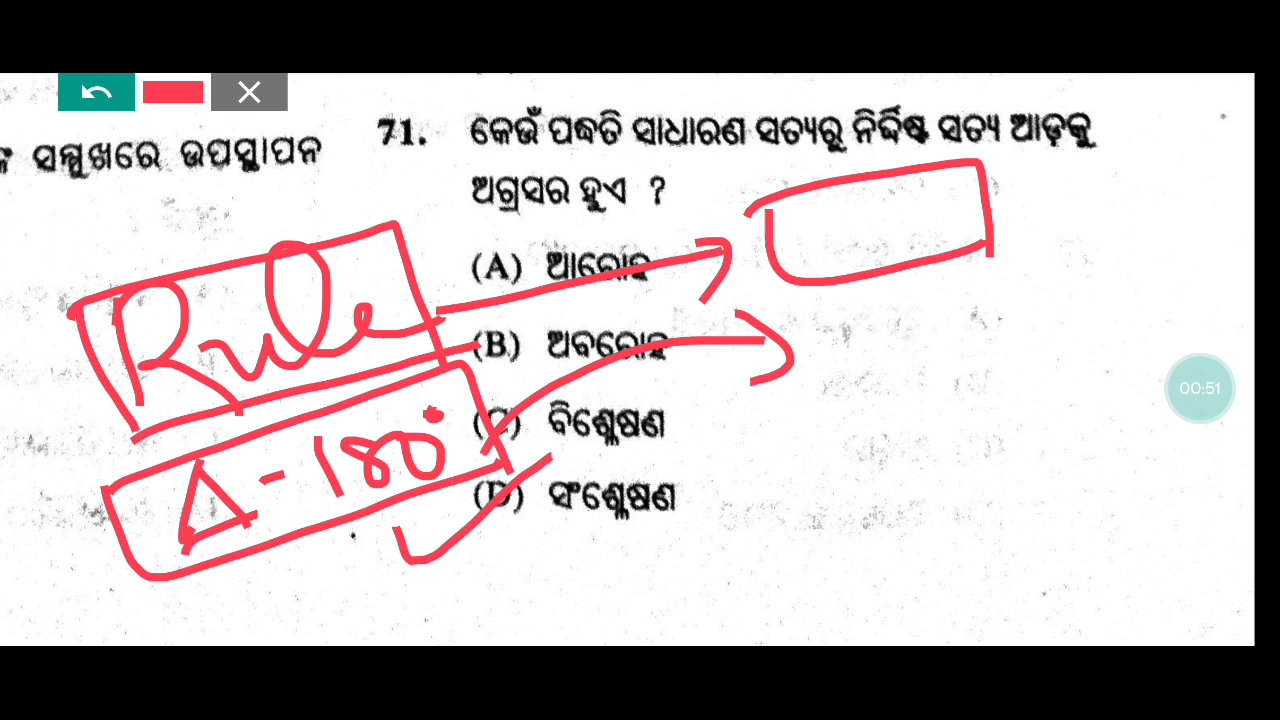 ସମ୍ମୁଖରେ ଉପସ୍ଥାପନ
71. କେଉଁ ପଦ୍ଧତି ସାଧାରଣ ସତ୍ୟରୁ ନିର୍ଦ୍ଦିଷ୍ଟ ସତ୍ୟ ଆଡ଼କୁ
ଅଗ୍ରସର ହୁଏ ?
(A) ଆରୋହ
(B) ଅବରୋହ
(C) ବିଶ୍ଳେଷଣ
(D) ସଂଶ୍ଳେଷଣ
Rule
Δ - 180°
00:51